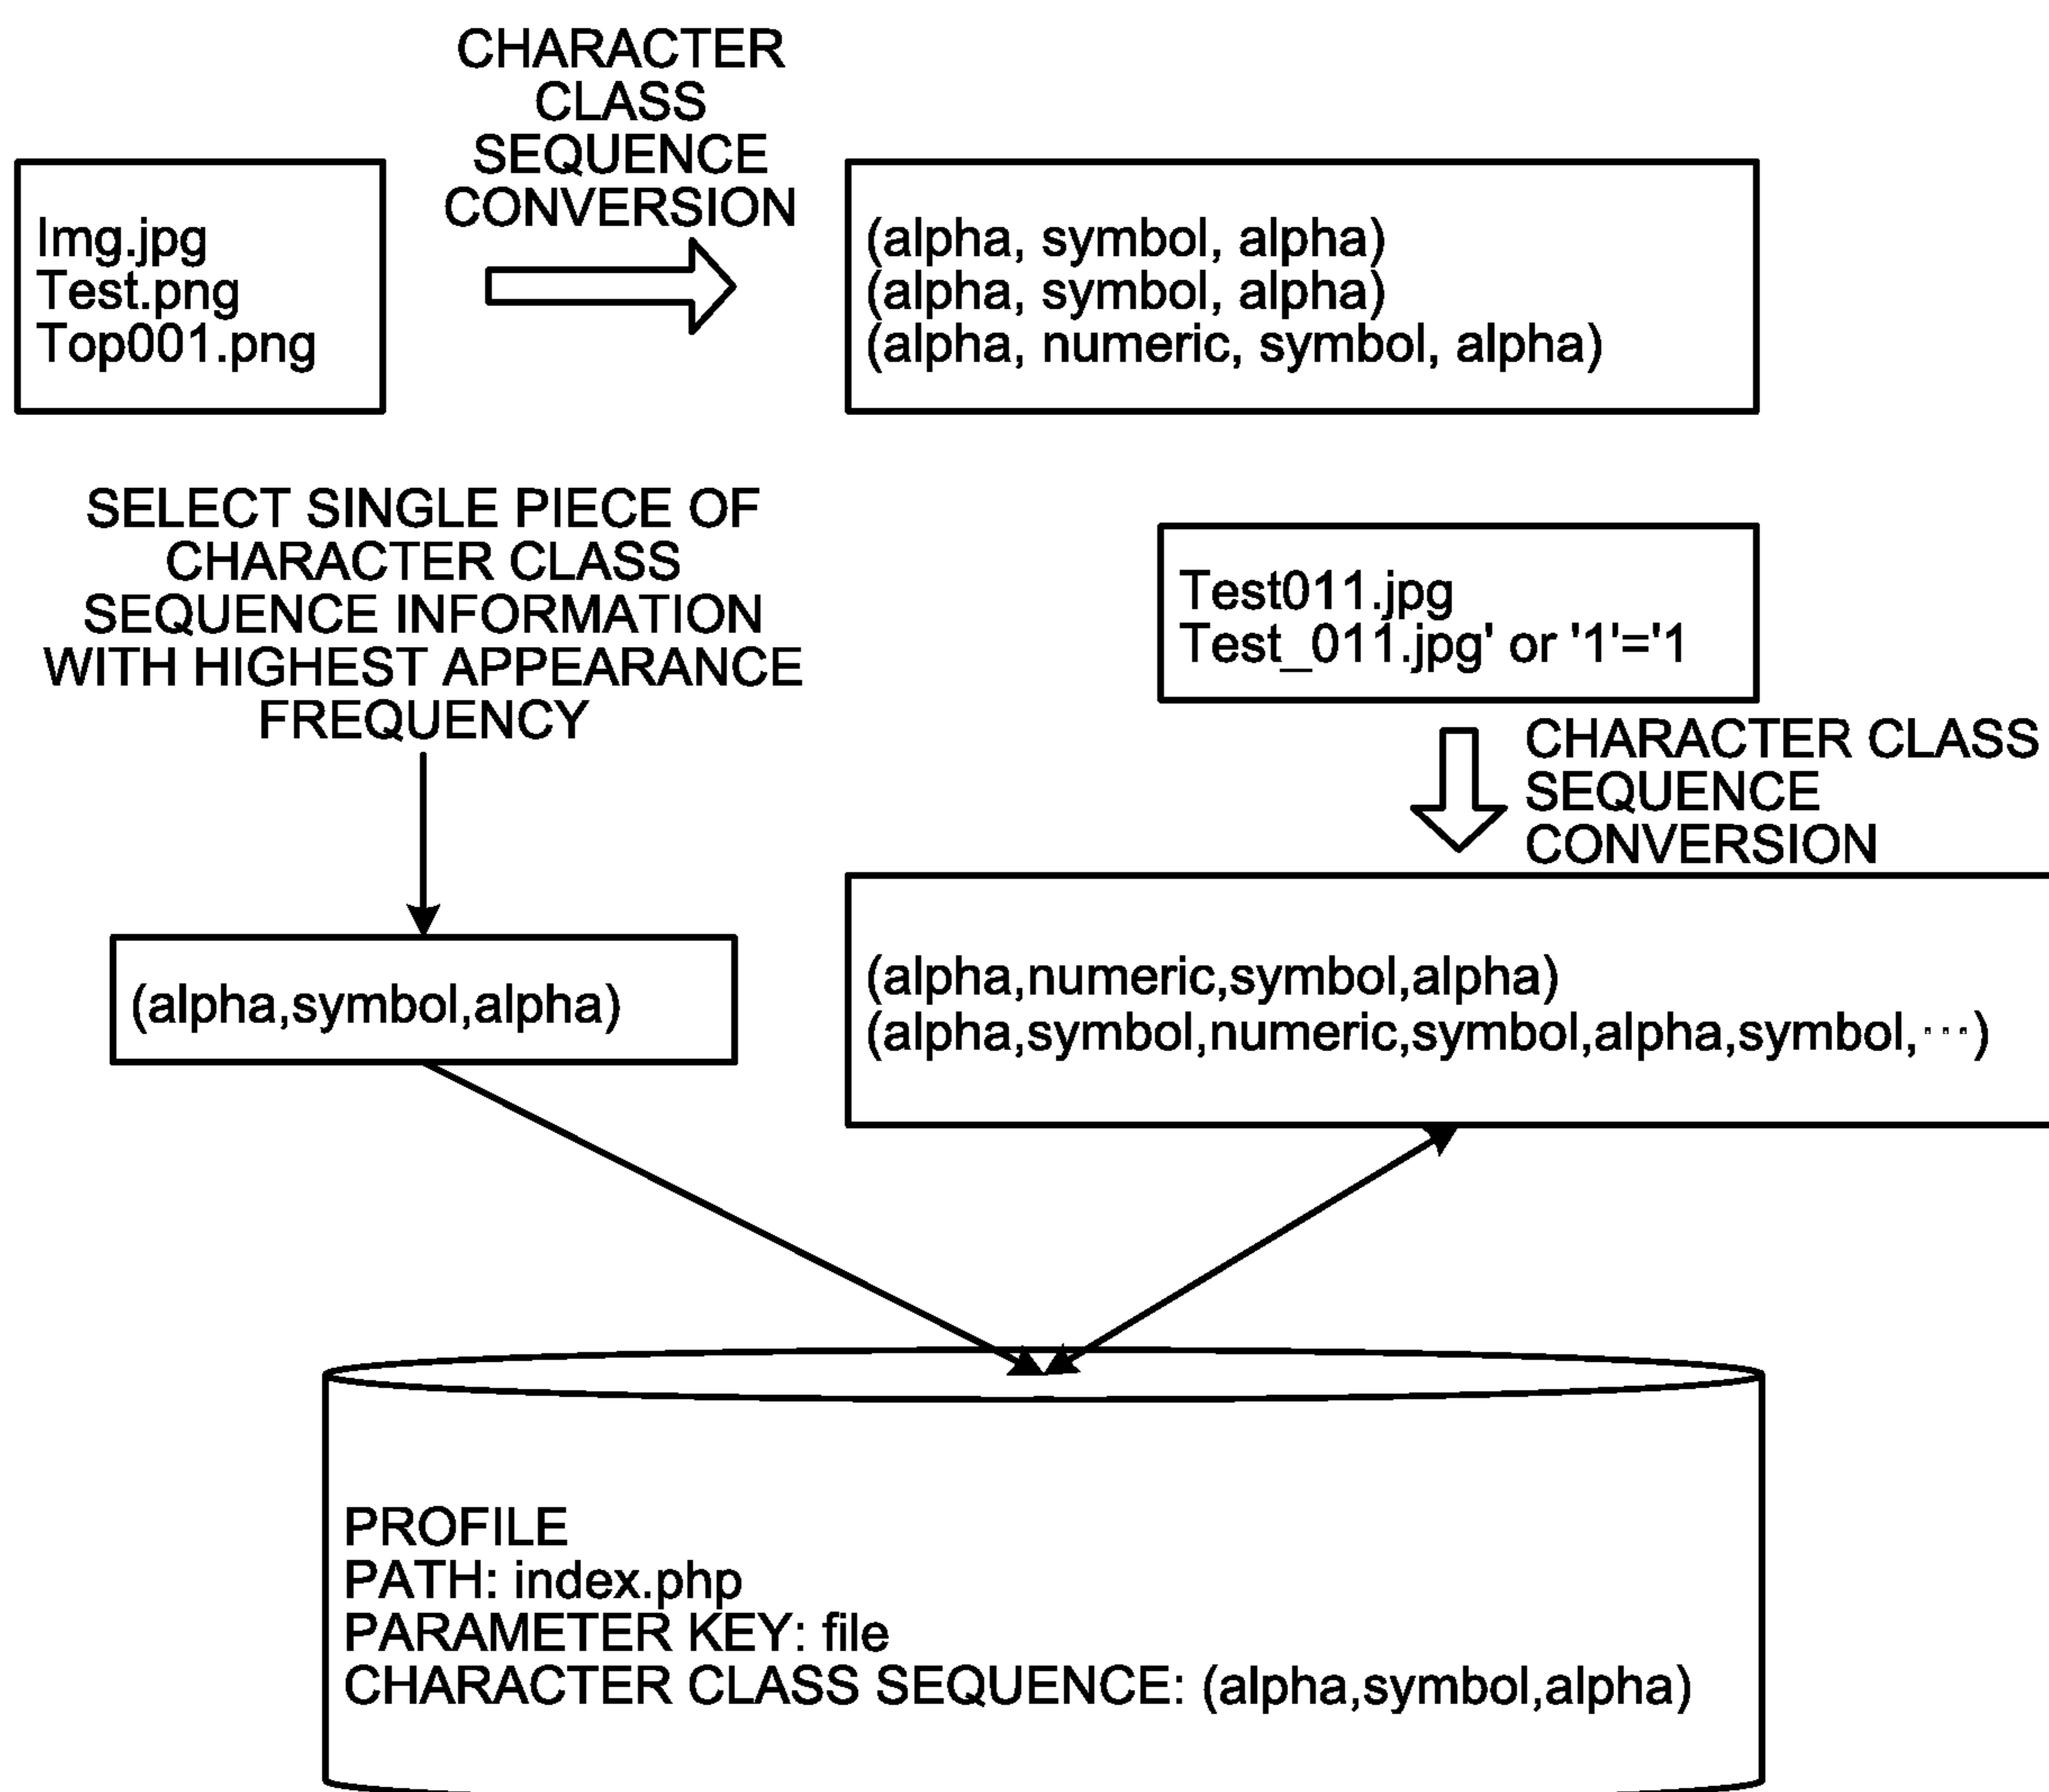 CHARACTER
CLASS
SEQUENCE
CONVERSION
Img.jpg
Test.png
Top001.png
(alpha, symbol, alpha)
(alpha, symbol, alpha)
(alpha, numeric, symbol, alpha)
SELECT SINGLE PIECE OF
CHARACTER CLASS
SEQUENCE INFORMATION
WITH HIGHEST APPEARANCE
FREQUENCY
Test011.jpg
Test_011.jpg' or '1'='1
CHARACTER CLASS
SEQUENCE
CONVERSION
(alpha,symbol,alpha)
(alpha,numeric,symbol,alpha)
(alpha,symbol,numeric,symbol,alpha,symbol,···)
PROFILE
PATH: index.php
PARAMETER KEY: file
CHARACTER CLASS SEQUENCE: (alpha,symbol,alpha)